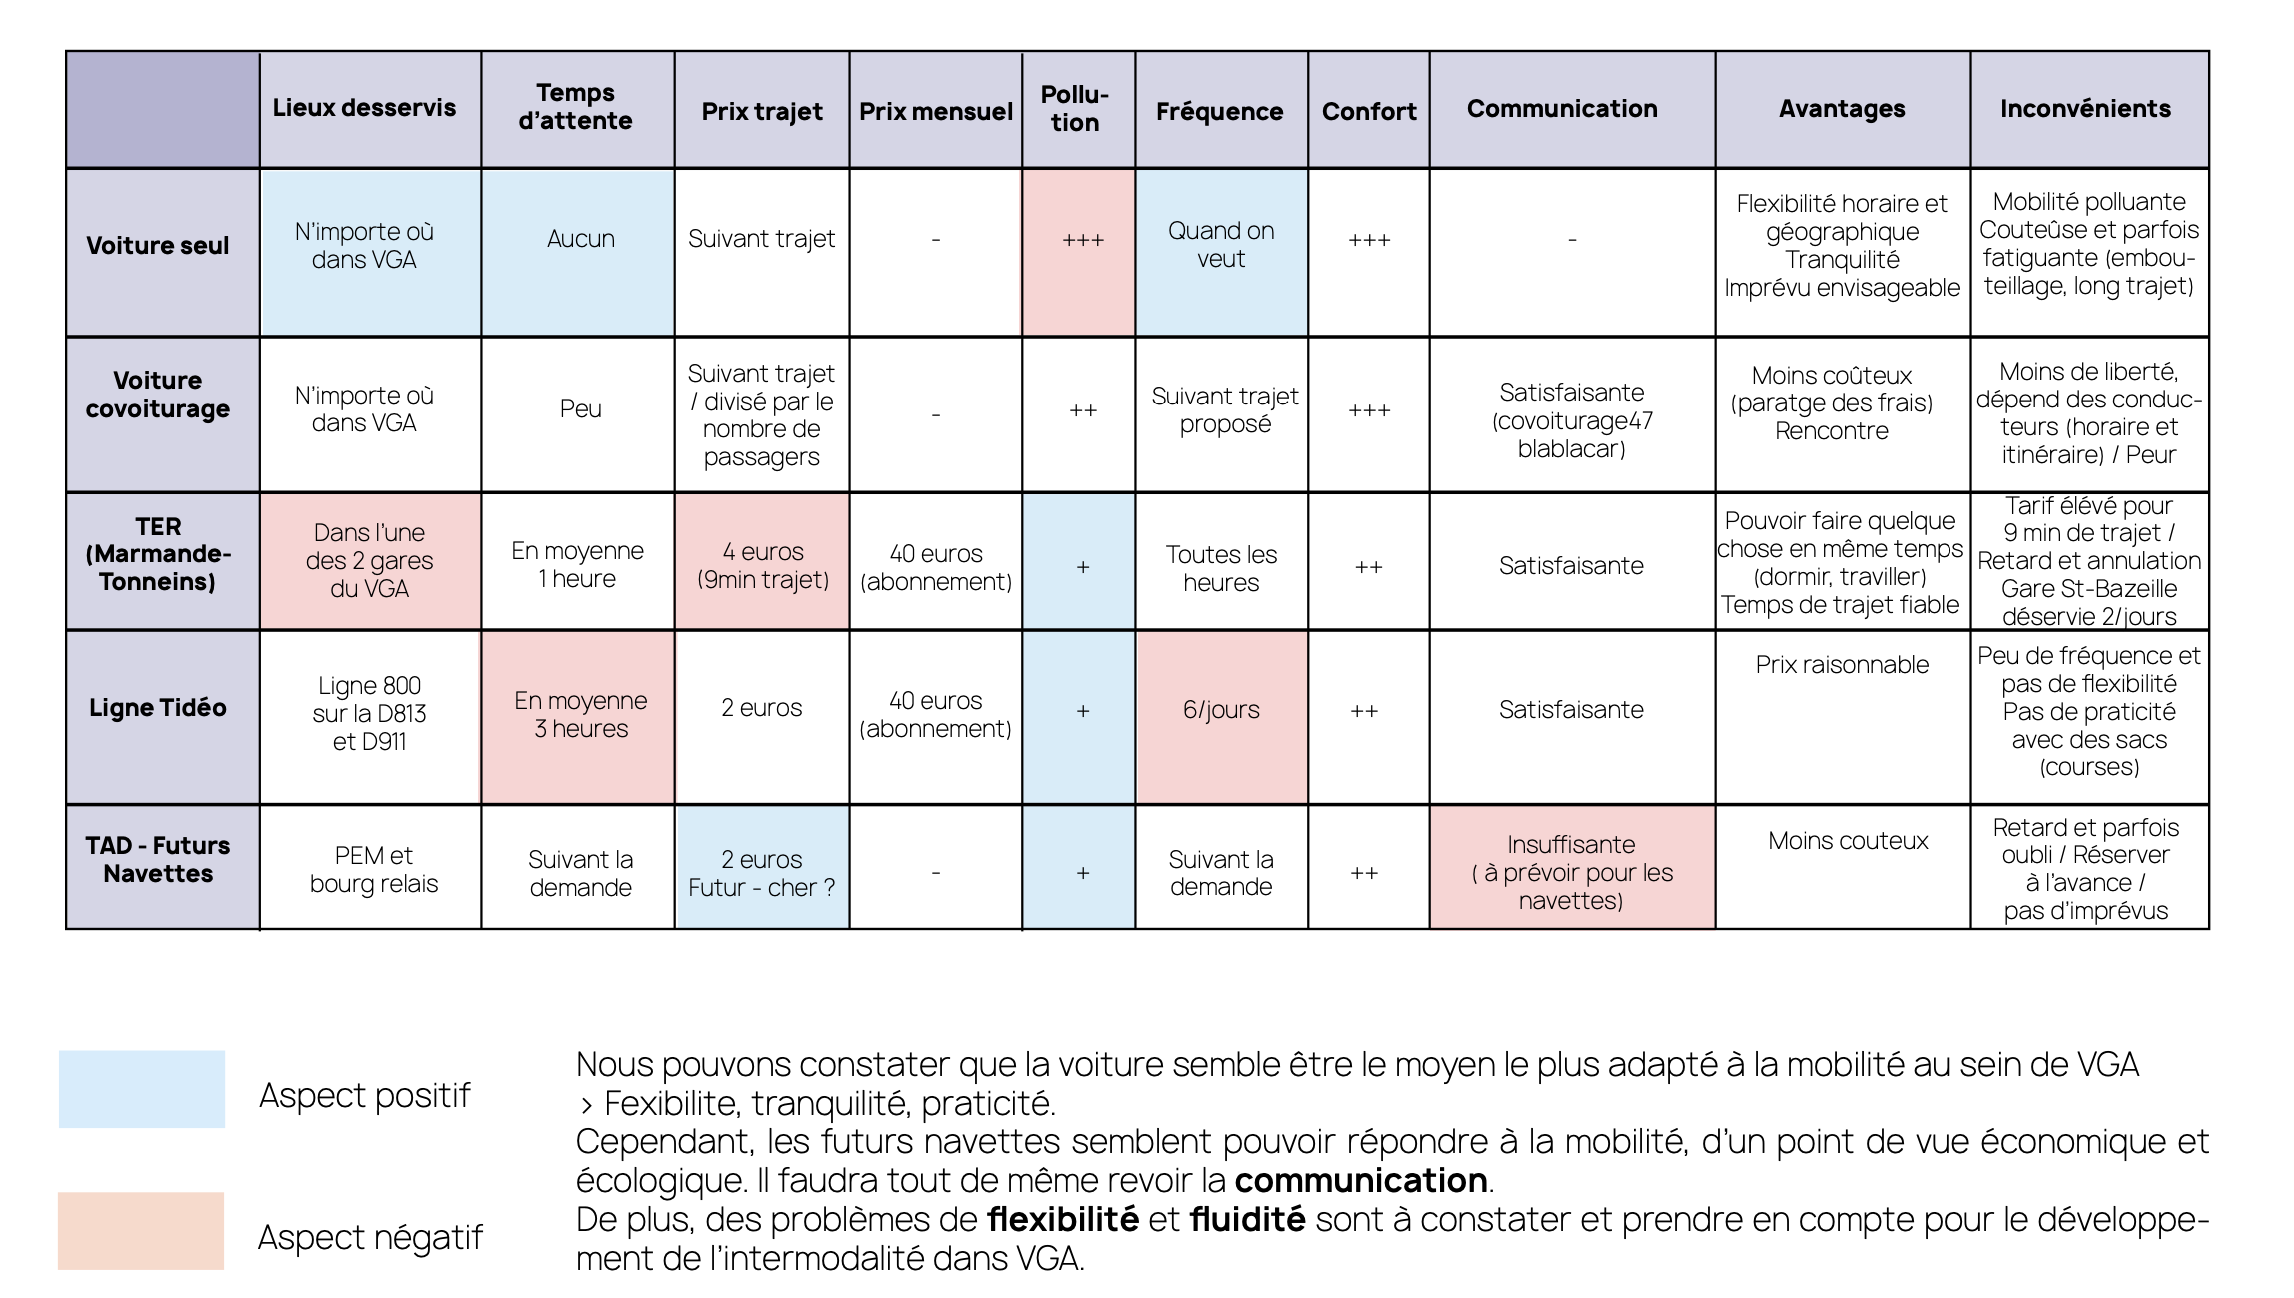 Lieux desservis
Temps
d'attente
Prix trajet
Prix mensuel
Pollu-
tion
Fréquence
Confort
Communication
Avantages
Inconvénients
Voiture seul
N'importe où
dans VGA
Aucun
Suivant trajet
-
+++
Quand on
veut
+++
-
Flexibilité horaire et
géographique
Tranquilité
Imprévu envisageable
Mobilité polluante
Couteûse et parfois
fatiguante (embou-
teillage, long trajet)
Voiture
covoiturage
N'importe où
dans VGA
Peu
Suivant trajet
/ divisé par le
nombre de
passagers
-
++
Suivant trajet
proposé
+++
Satisfaisante
(covoiturage47
blablacar)
Moins coûteux
(paratge des frais)
Rencontre
Moins de liberté,
dépend des conduc-
teurs (horaire et
itinéraire) / Peur
TER
(Marmande-
Tonneins)
Dans l'une
des 2 gares
du VGA
En moyenne
1 heure
4 euros
(9min trajet)
40 euros
(abonnement)
+
Toutes les
heures
++
Satisfaisante
Pouvoir faire quelque
chose en même temps
(dormir, traviller)
Temps de trajet fiable
Tarif élévé pour
9 min de trajet /
Retard et annulation
Gare St-Bazeille
déservie 2/jours
Ligne Tidéo
Ligne 800
sur la D813
et D911
En moyenne
3 heures
2 euros
40 euros
(abonnement)
+
6/jours
++
Satisfaisante
Prix raisonnable
Peu de fréquence et
pas de flexibilité
Pas de praticité
avec des sacs
(courses)
TAD - Futurs
Navettes
PEM et
bourg relais
Suivant la
demande
2 euros
Futur - cher ?
-
+
Suivant la
demande
++
Insuffisante
( à prévoir pour les
navettes)
Moins couteux
Retard et parfois
oubli / Réserver
à l'avance /
pas d'imprévus
Aspect positif
Aspect négatif
Nous pouvons constater que la voiture semble être le moyen le plus adapté à la mobilité au sein de VGA
> Fexibilite, tranquilité, praticité.
Cependant, les futurs navettes semblent pouvoir répondre à la mobilité, d'un point de vue économique et
écologique. Il faudra tout de même revoir la communication.
De plus, des problèmes de flexibilité et fluidité sont à constater et prendre en compte pour le développe-
ment de l'intermodalité dans VGA.